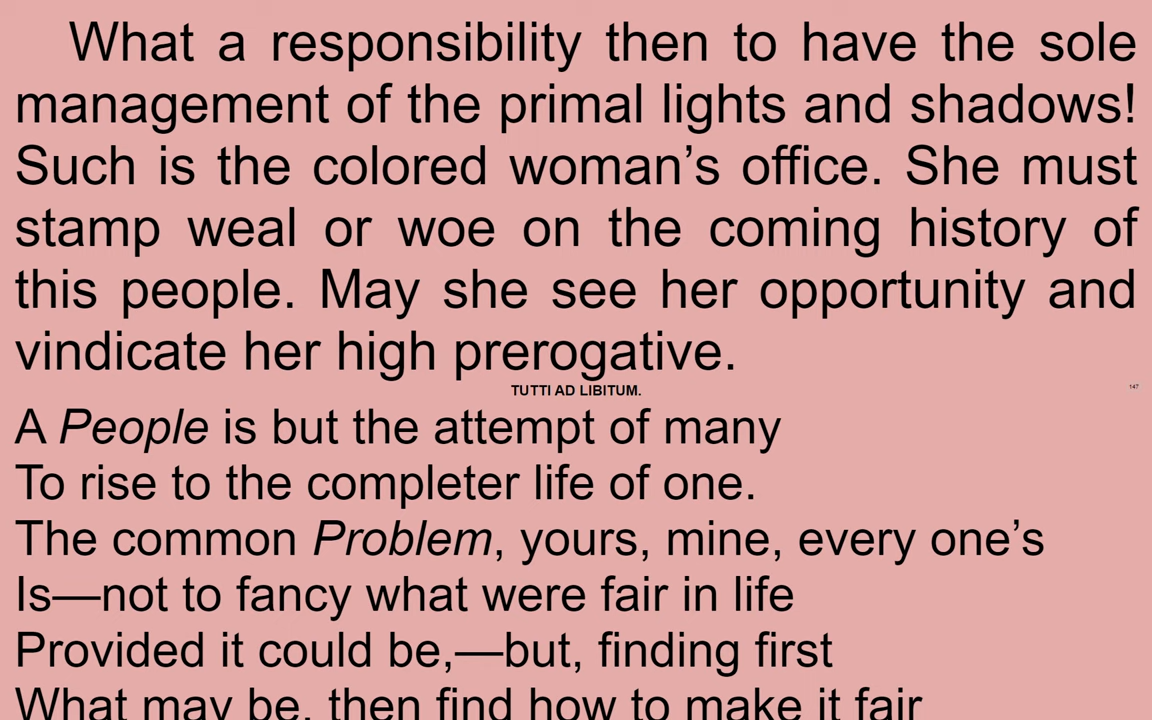 What a responsibility then to have the sole
management of the primal lights and shadows!
Such is the colored woman’s office. She must
stamp weal or woe on the coming history of
this people. May she see her opportunity and
vindicate her high prerogative.
TUTTI AD LIBITUM.
147
A People is but the attempt of many
To rise to the completer life of one.
The common Problem, yours, mine, every one’s
Is—not to fancy what were fair in life
Provided it could be,—but, finding first
What may be, then find how to make it fair